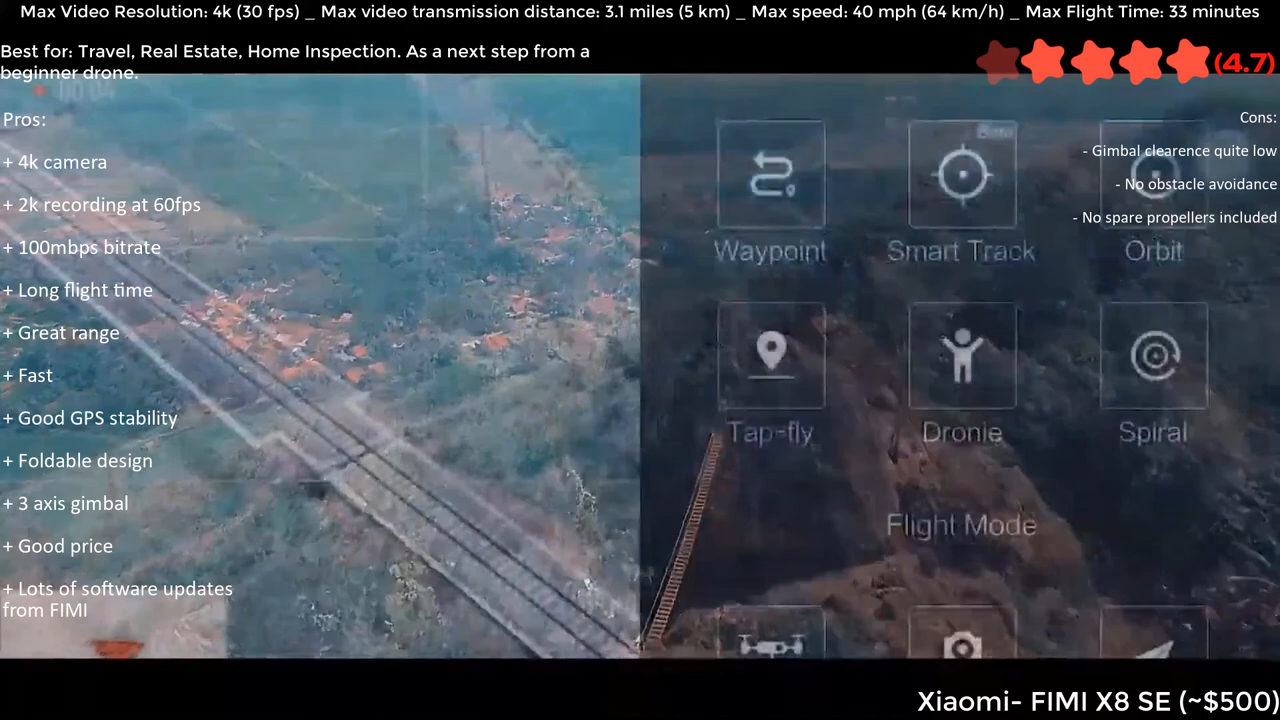 Max Video Resolution: 4k (30 fps) _ Max video transmission distance: 3.1 miles (5 km) _ Max speed: 40 mph (64 km/h) _ Max Flight Time: 33 minutes
Best for: Travel, Real Estate, Home Inspection. As a next step from a
beginner drone.
(4.7)
Pros:
+ 4k camera
+ 2k recording at 60fps
+ 100mbps bitrate
+ Long flight time
+ Great range
+ Fast
+ Good GPS stability
+ Foldable design
+ 3 axis gimbal
+ Good price
+ Lots of software updates
from FIMI
Cons:
- Gimbal clearence quite low
- No obstacle avoidance
- No spare propellers included
Waypoint
Smart Track
Orbit
Tap-fly
Dronie
Spiral
Flight Mode
Xiaomi- FIMI X8 SE (~$500)